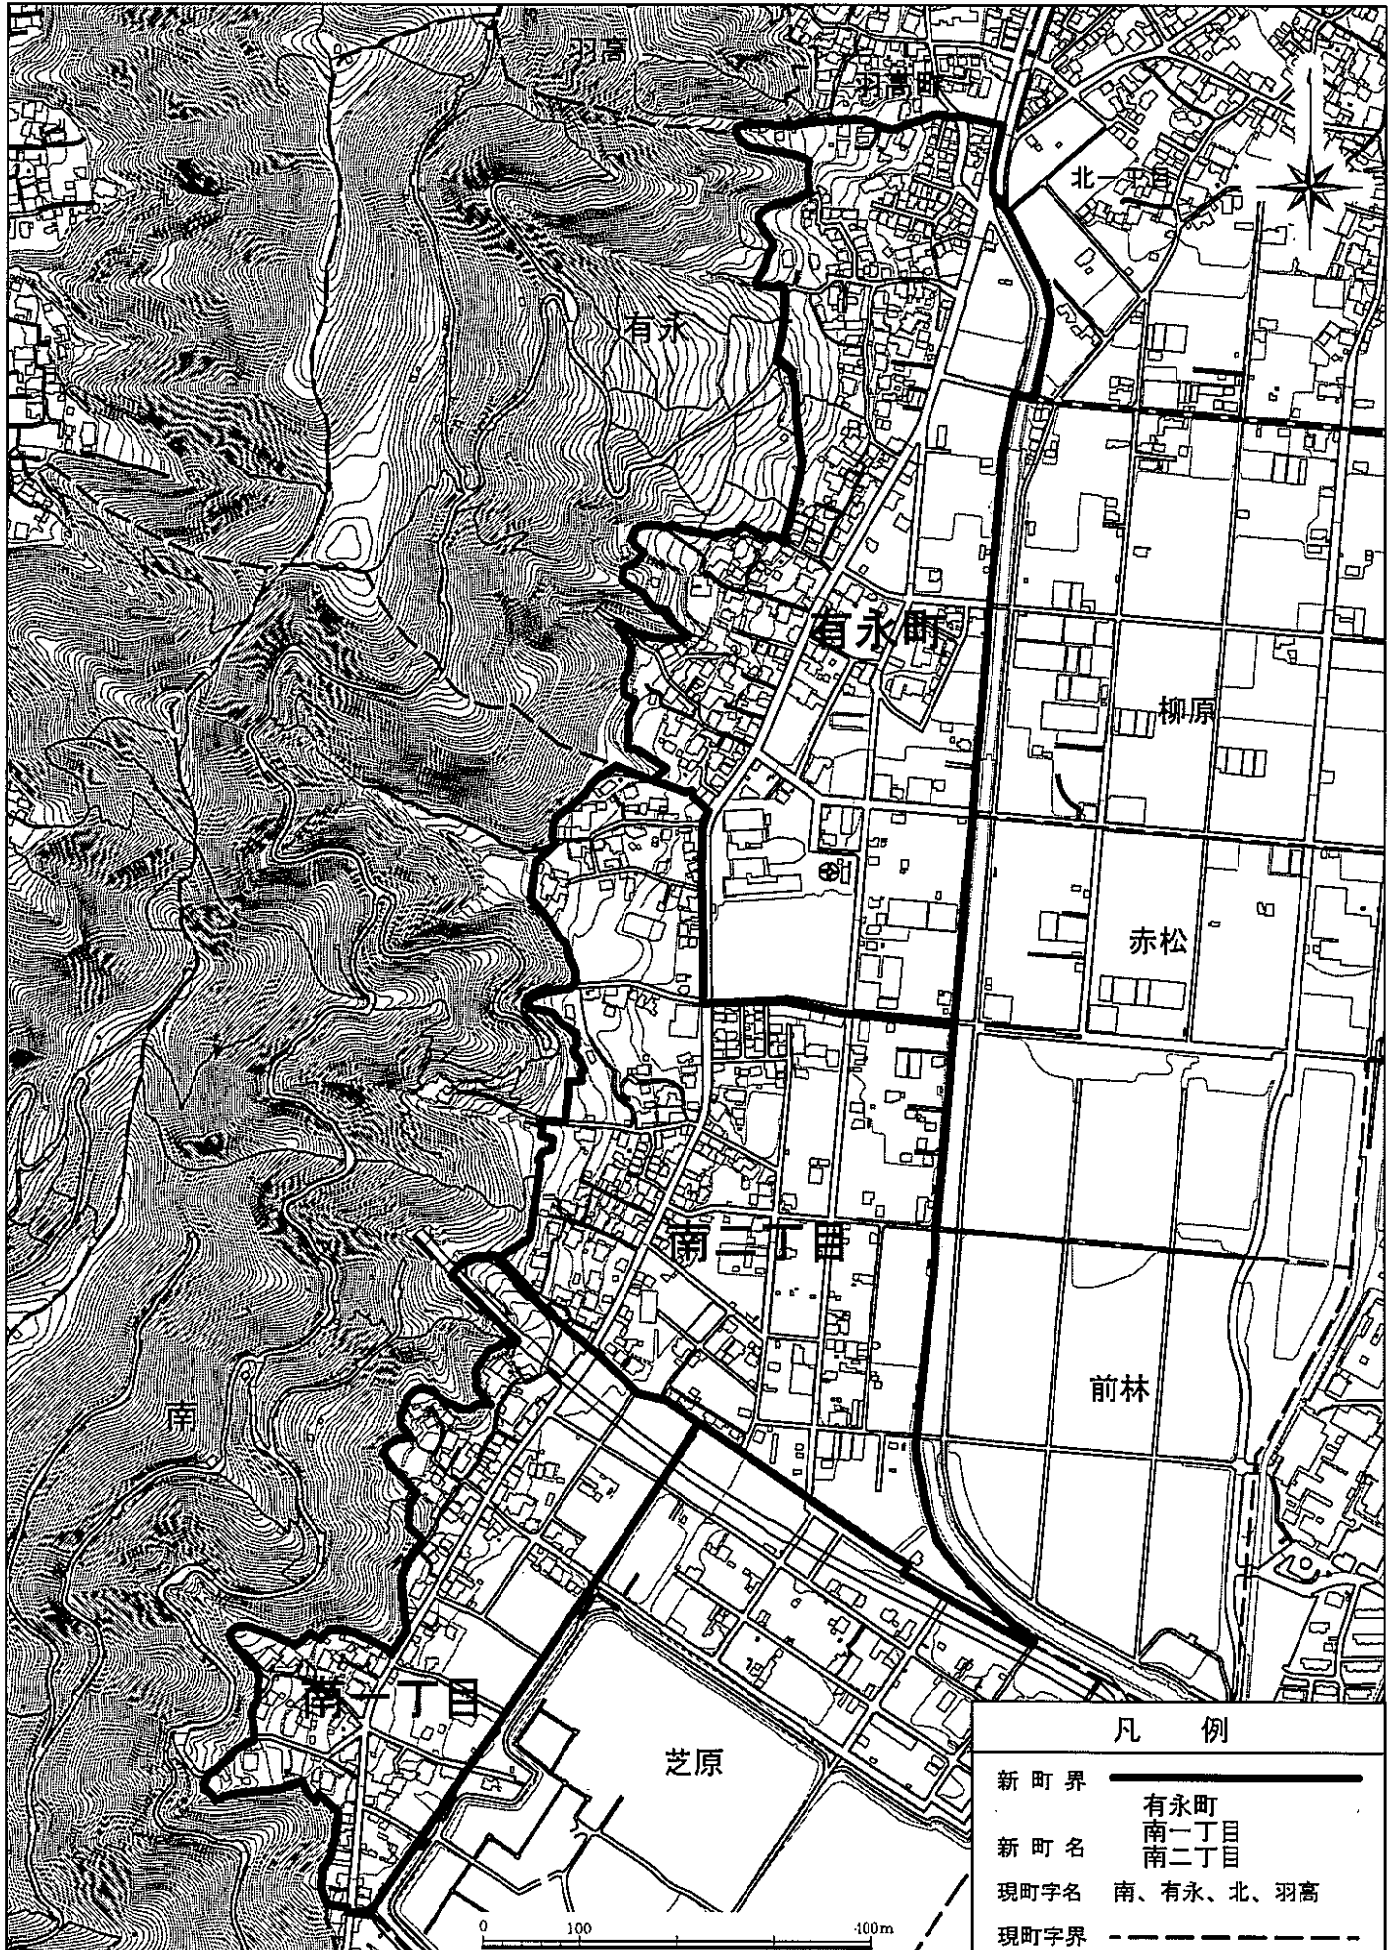 羽高
羽高町
北一丁目
北
有永
有永町
柳原
赤松
南二丁目
前林
南
南一丁目
芝原
凡 例
新町界
新町名 有永町
南一丁目
南二丁目
現町字名 南、有永、北、羽高
現町字界
0 100 400m